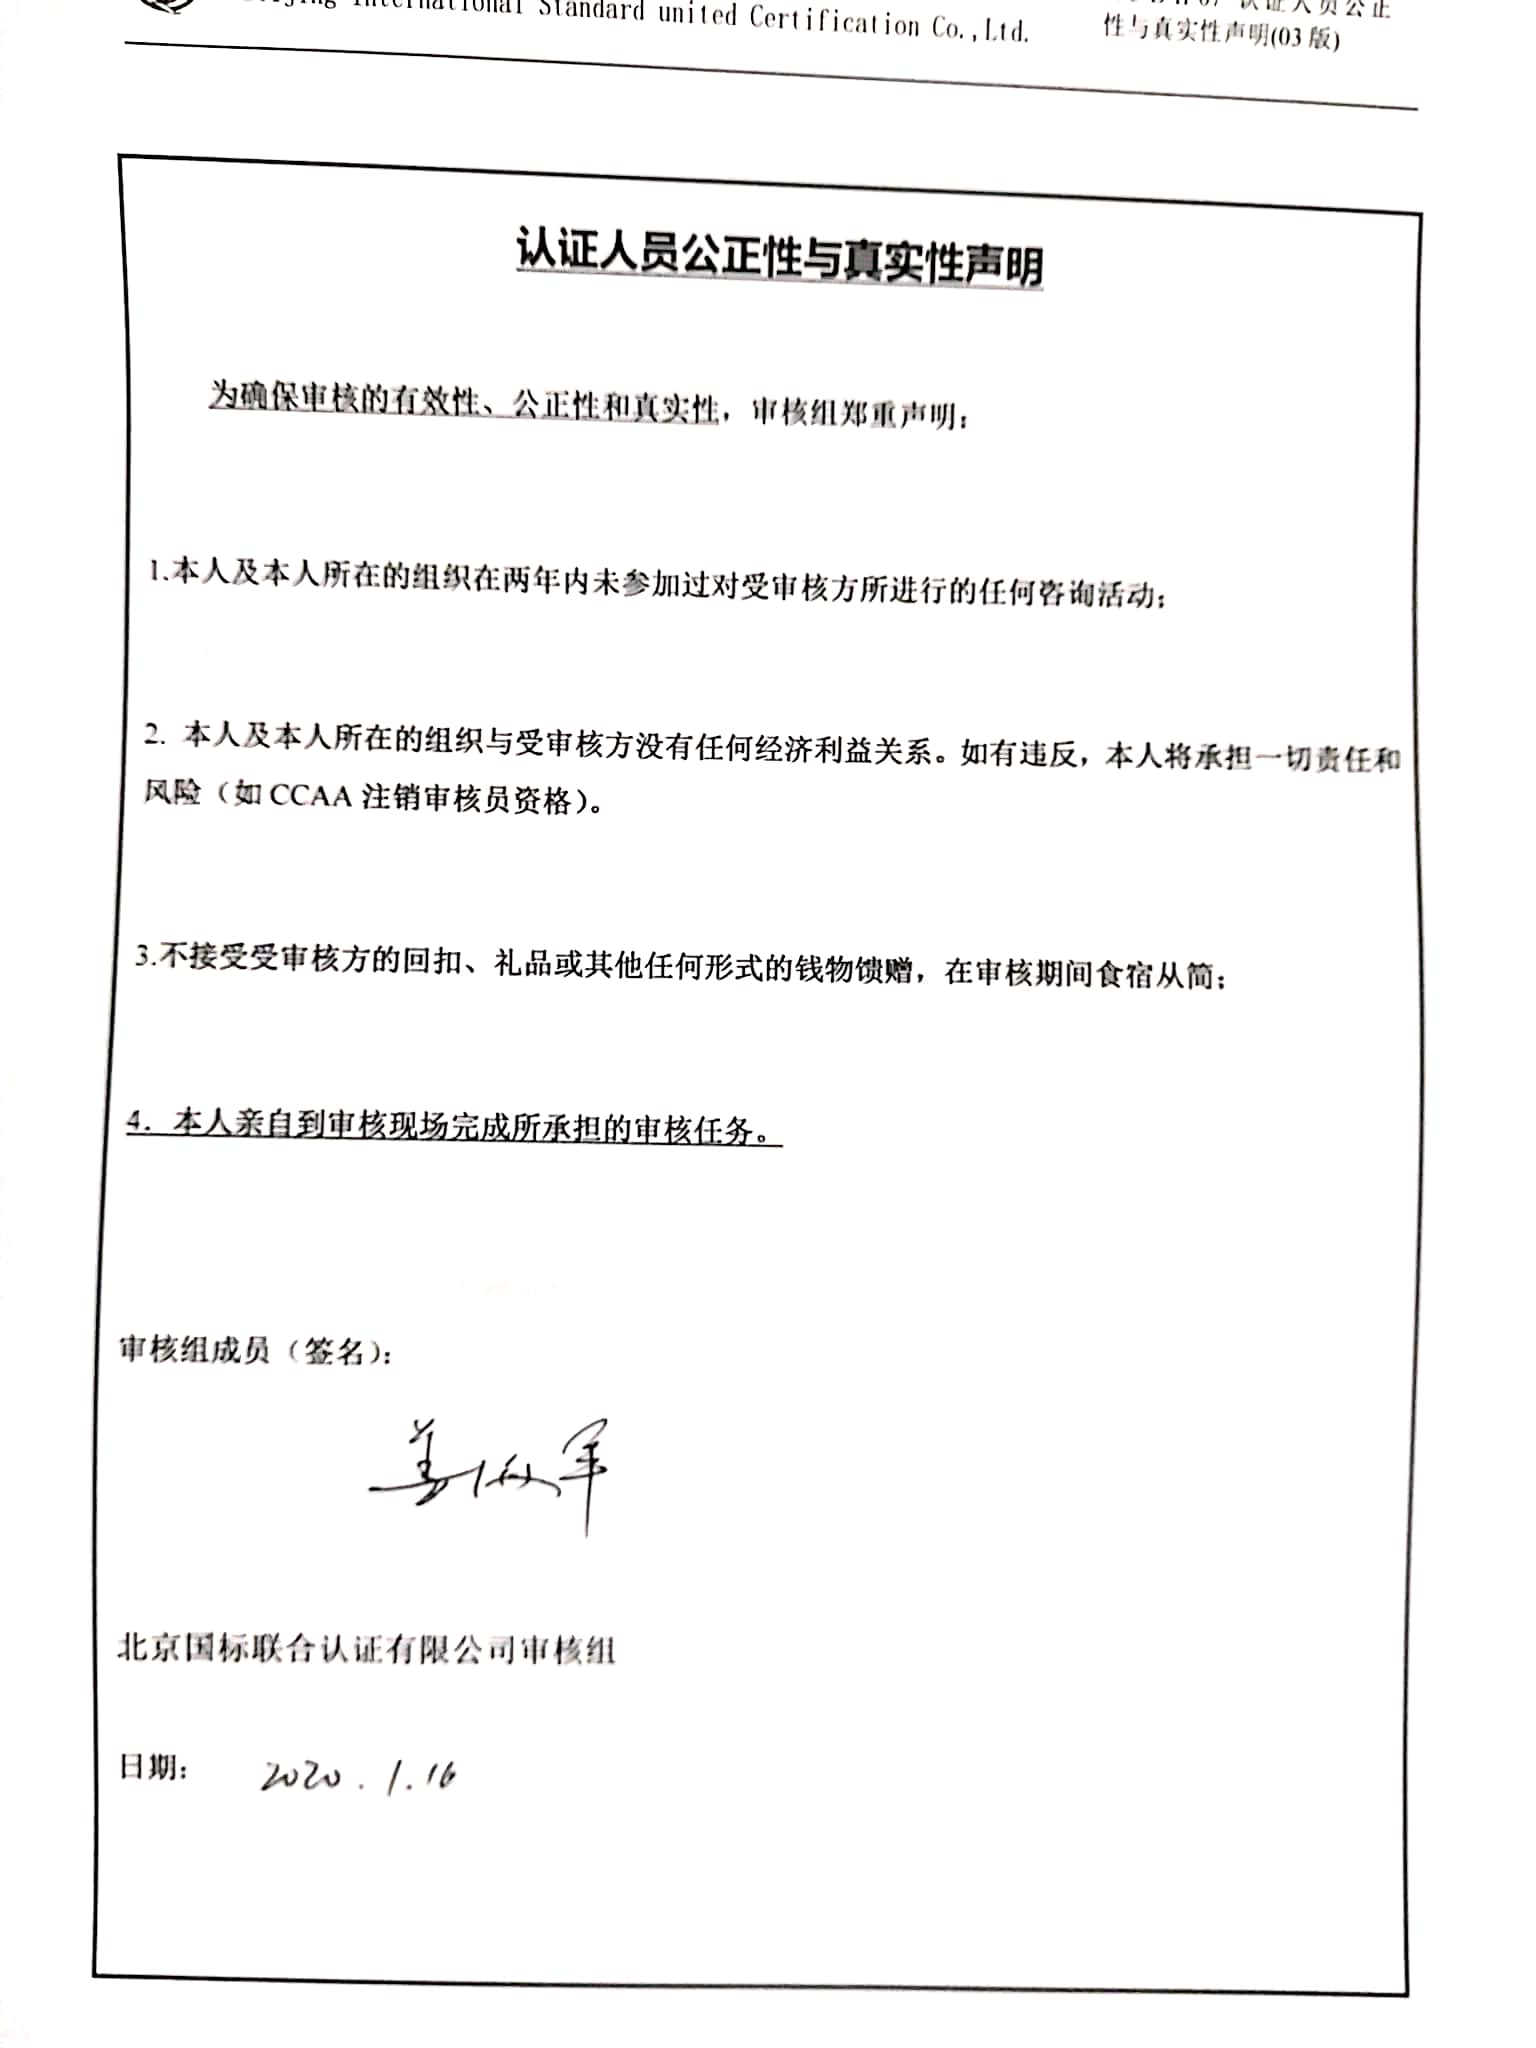 International Standard united Certification Co.,Ltd.
认证人员公正
性与真实性声明(03版)
认证人员公正性与真实性声明
为确保审核的有效性、公正性和真实性，审核组郑重声明：
1.本人及本人所在的组织在两年内未参加过对受审核方所进行的任何咨询活动；
2. 本人及本人所在的组织与受审核方没有任何经济利益关系。如有违反，本人将承担一切责任和
风险（如 CCAA 注销审核员资格）。
3.不接受受审核方的回扣、礼品或其他任何形式的钱物馈赠，在审核期间食宿从简；
4. 本人亲自到审核现场完成所承担的审核任务。
审核组成员（签名）：
北京国标联合认证有限公司审核组
日期： 2020.1.16